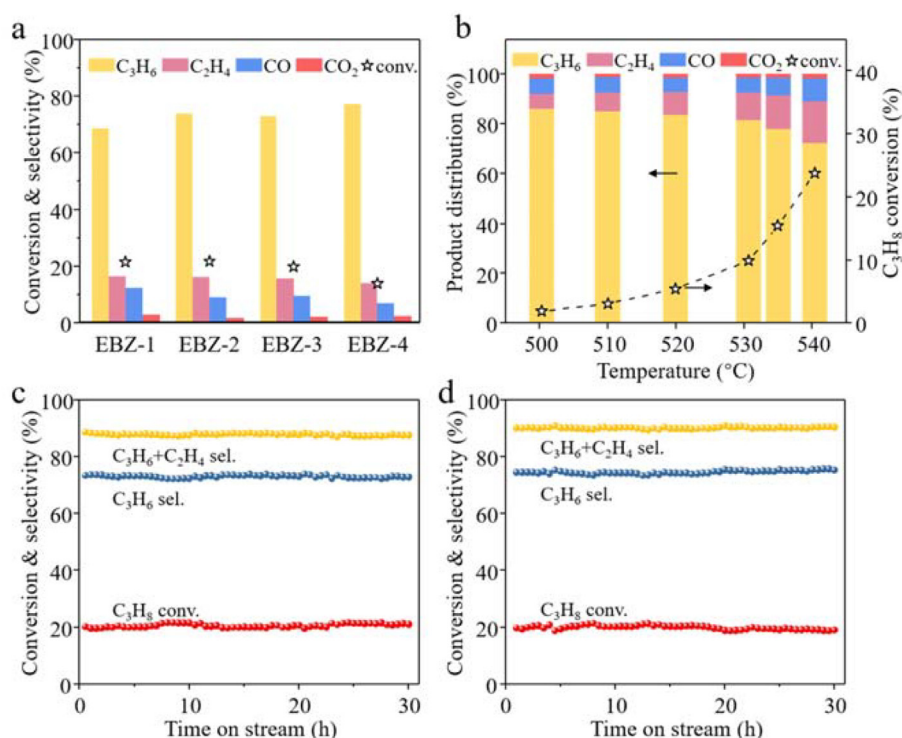 a
100
80
60
40
20
0
Conversion & selectivity (%)
C₃H₆ C₂H₄ CO CO₂ ☆ conv.
EBZ-1 EBZ-2 EBZ-3 EBZ-4
b
100
80
60
40
20
0
Product distribution (%)
C₃H₆ C₂H₄ CO CO₂ ☆ conv.
40
30
20
10
0
C₃H₈ conversion (%)
500 510 520 530 540
Temperature (°C)
c
100
80
60
40
20
0
Conversion & selectivity (%)
C₃H₆+C₂H₄ sel.
C₃H₆ sel.
C₃H₈ conv.
0 10 20 30
Time on stream (h)
d
100
80
60
40
20
0
Conversion & selectivity (%)
C₃H₆+C₂H₄ sel.
C₃H₆ sel.
C₃H₈ conv.
0 10 20 30
Time on stream (h)